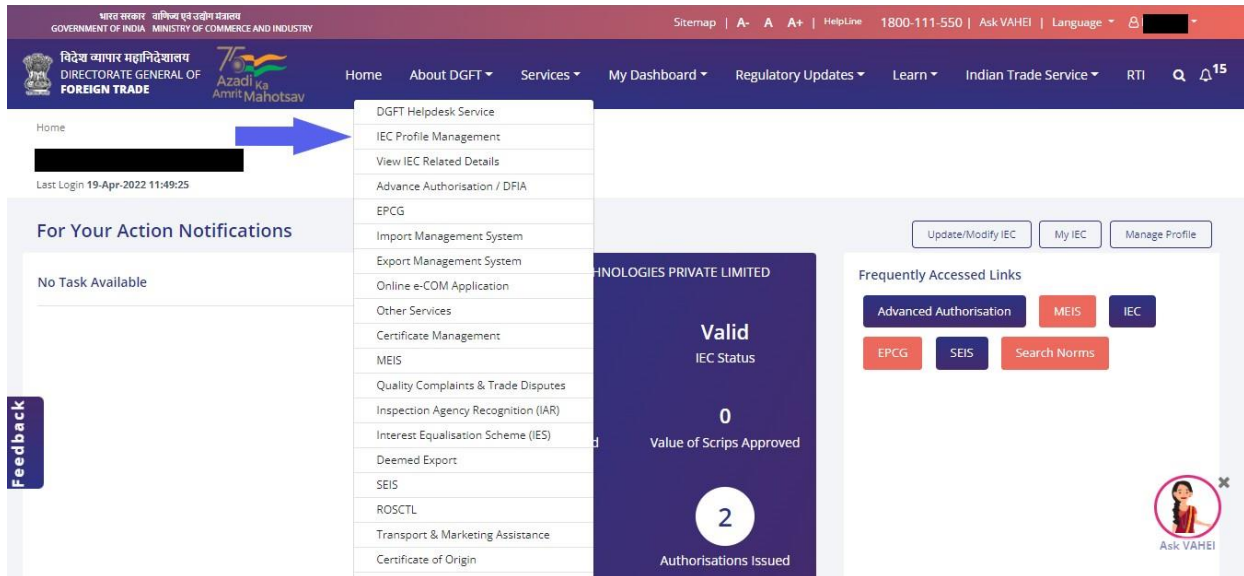 भारत सरकार वाणिज्य एवं उद्योग मंत्रालय
GOVERNMENT OF INDIA MINISTRY OF COMMERCE AND INDUSTRY
Sitemap | A- A A+ | HelpLine 1800-111-550 | Ask VAHEI | Language
विदेश व्यापार महानिदेशालय
DIRECTORATE GENERAL OF
FOREIGN TRADE
75
Azadi Ka
Amrit Mahotsav
Home About DGFT Services My Dashboard Regulatory Updates Learn Indian Trade Service RTI 15
Home
Last Login 19-Apr-2022 11:49:25
DGFT Helpdesk Service
IEC Profile Management
View IEC Related Details
Advance Authorisation / DFIA
EPCG
Import Management System
Export Management System
Online e-COM Application
Other Services
Certificate Management
MEIS
Quality Complaints & Trade Disputes
Inspection Agency Recognition (IAR)
Interest Equalisation Scheme (IES)
Deemed Export
SEIS
ROSCTL
Transport & Marketing Assistance
Certificate of Origin
For Your Action Notifications
Update/Modify IEC My IEC Manage Profile
No Task Available
HNOLOGIES PRIVATE LIMITED
Valid
IEC Status
0
d Value of Scrips Approved
2
Authorisations Issued
Frequently Accessed Links
Advanced Authorisation MEIS IEC
EPCG SEIS Search Norms
Feedback
Ask VAHEI